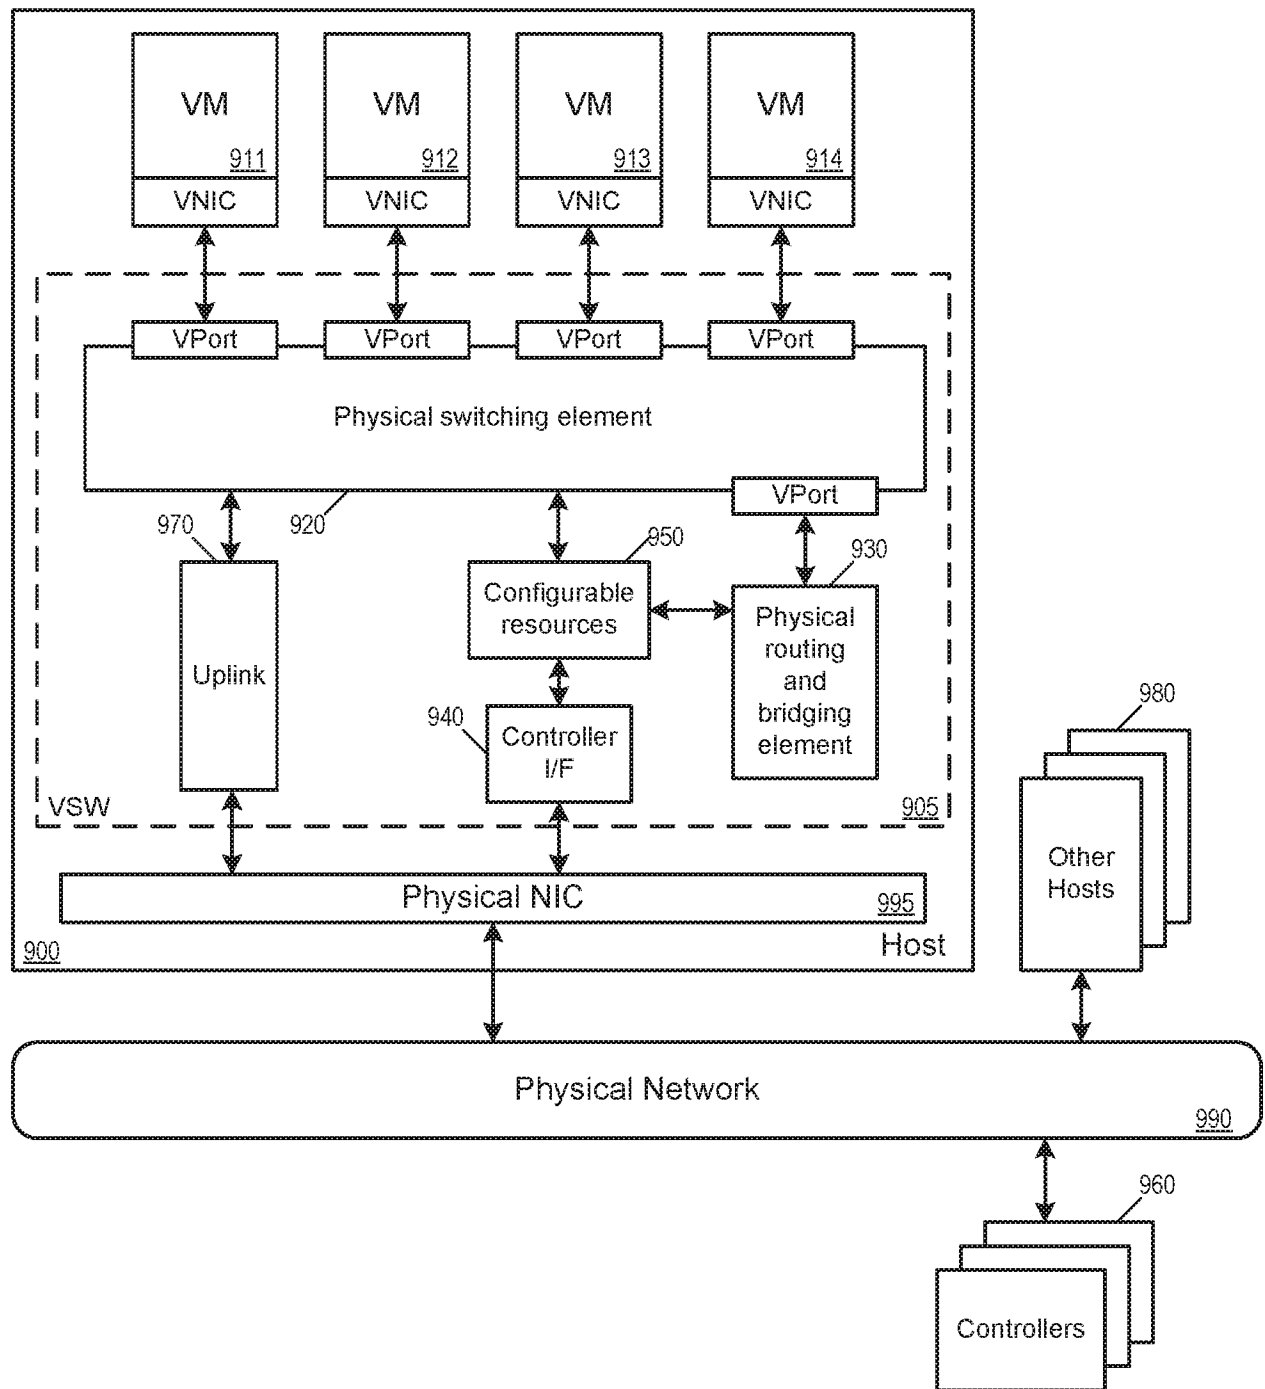 VM
911
VNIC
VM
912
VNIC
VM
913
VNIC
VM
914
VNIC
VPort
VPort
VPort
VPort
Physical switching element
VPort
970
920
950
930
Uplink
Configurable
resources
Physical
routing
and
bridging
element
940
Controller
I/F
VSW
905
Physical NIC
995
900
Host
980
Other
Hosts
Physical Network
990
960
Controllers